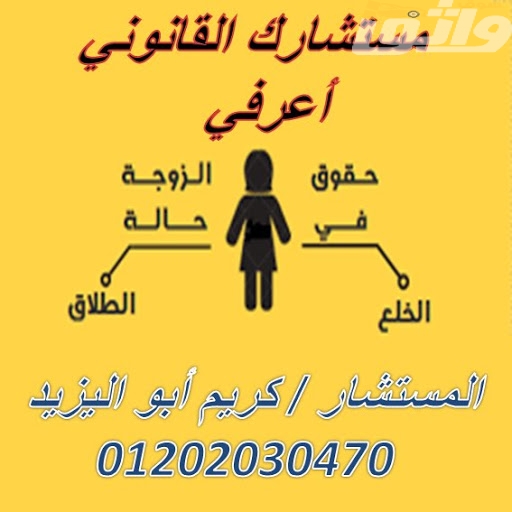 مستشارك القانوني
أعرفي
حقوق الزوجة
في حالة
الخلع
الطلاق
المستشار / كريم أبو اليزيد
01202030470